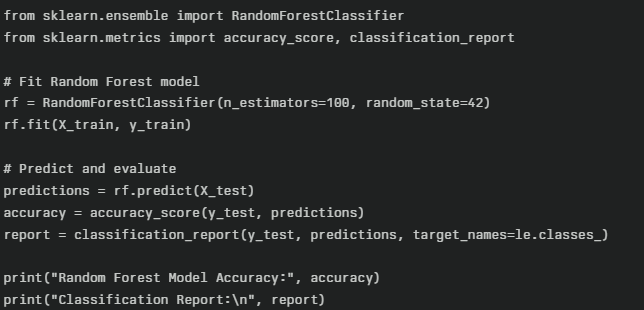 from sklearn.ensemble import RandomForestClassifier
from sklearn.metrics import accuracy_score, classification_report
# Fit Random Forest model
rf = RandomForestClassifier(n_estimators=100, random_state=42)
rf.fit(X_train, y_train)
# Predict and evaluate
predictions = rf.predict(X_test)
accuracy = accuracy_score(y_test, predictions)
report = classification_report(y_test, predictions, target_names=le.classes_)
print("Random Forest Model Accuracy:", accuracy)
print("Classification Report:\n", report)